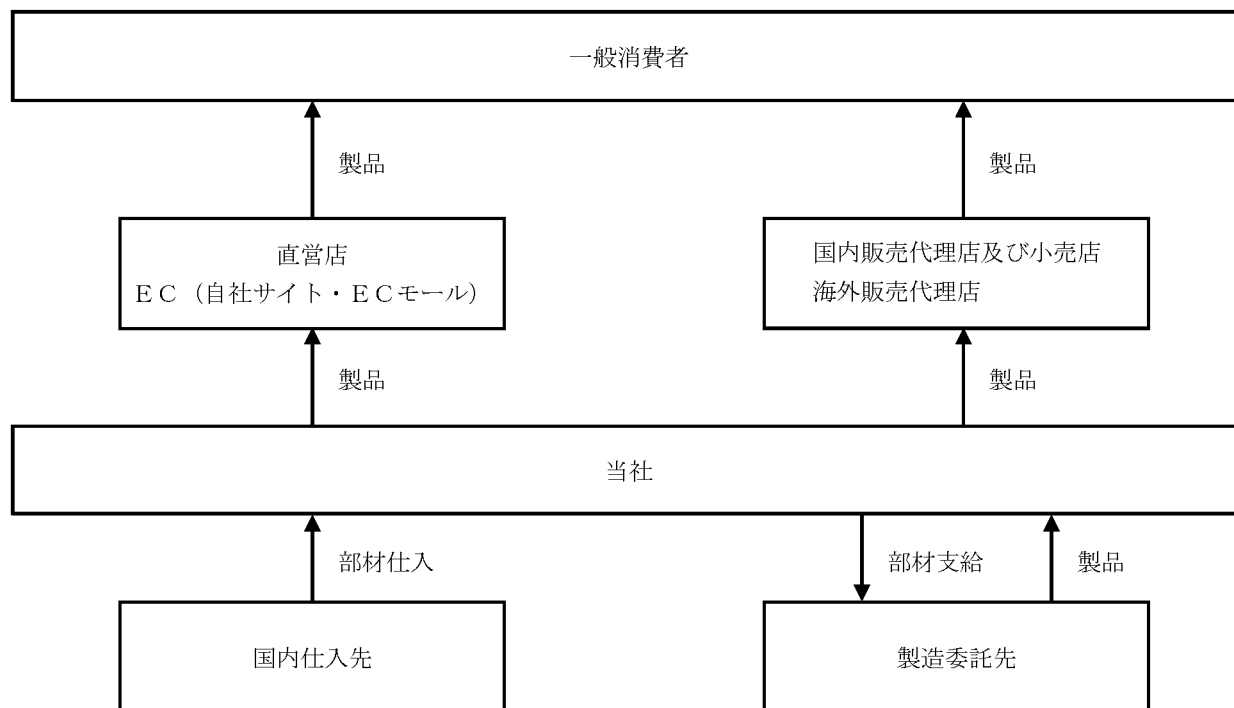 一般消費者
製品
製品
直営店
ＥＣ（自社サイト・ＥＣモール）
国内販売代理店及び小売店
海外販売代理店
製品
製品
当社
部材仕入
部材支給
製品
国内仕入先
製造委託先